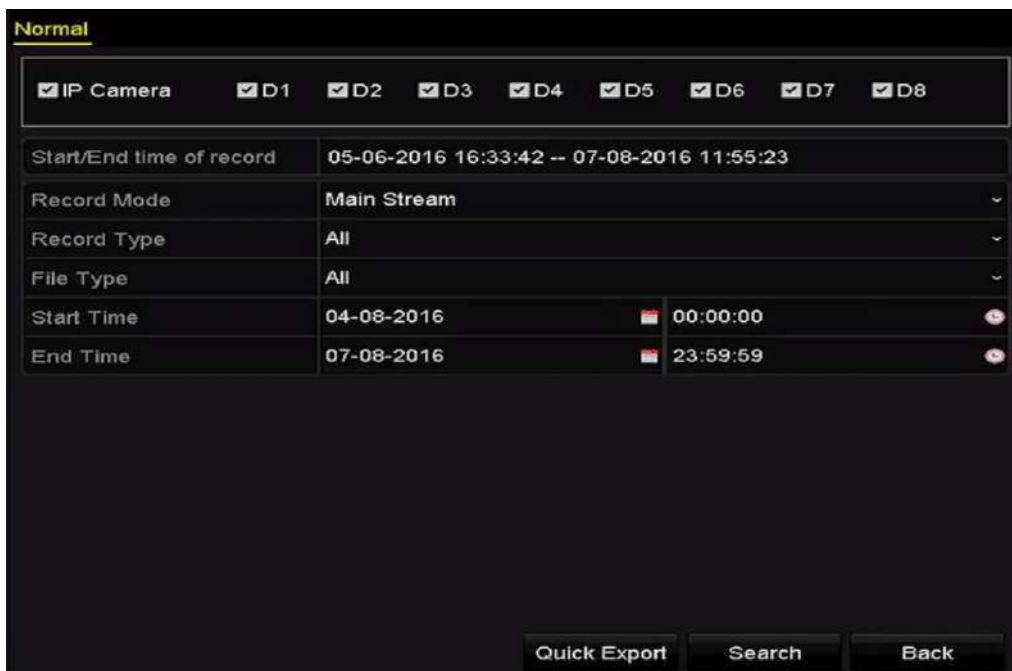 Normal
IP Camera D1 D2 D3 D4 D5 D6 D7 D8
Start/End time of record 05-06-2016 16:33:42 -- 07-08-2016 11:55:23
Record Mode Main Stream
Record Type All
File Type All
Start Time 04-08-2016 00:00:00
End Time 07-08-2016 23:59:59
Quick Export Search Back